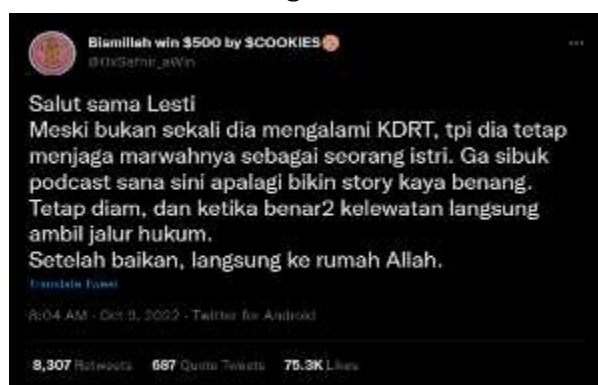 Bismillah win $500 by $COOKIES🍪
Salut sama Lesti
Meski bukan sekali dia mengalami KDRT, tpi dia tetap
menjaga marwahnya sebagai seorang istri. Ga sibuk
podcast sana sini apalagi bikin story kaya benang.
Tetap diam, dan ketika benar2 kelewatan langsung
ambil jalur hukum.
Setelah baikan, langsung ke rumah Allah.
Translate Tweet
8:04 AM · Oct 9, 2022 · Twitter for Android
8,307 Retweets 687 Quote Tweets 75.3K Likes